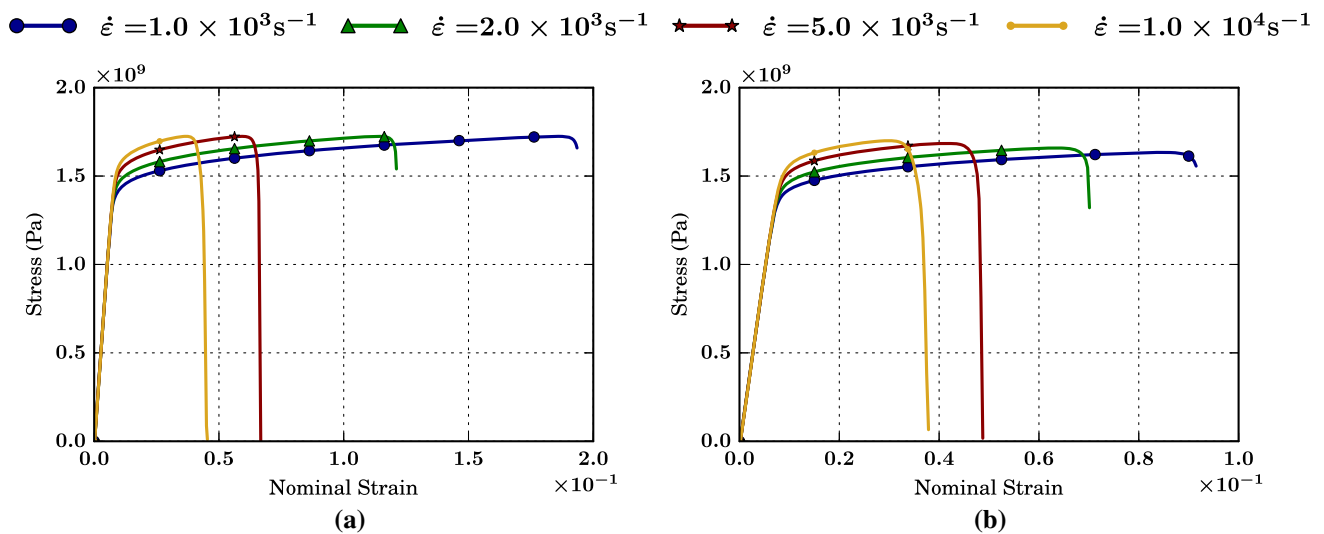 ε̇ =1.0 × 10³s⁻¹ ε̇ =2.0 × 10³s⁻¹ ε̇ =5.0 × 10³s⁻¹ ε̇ =1.0 × 10⁴s⁻¹
×10⁹
2.0
1.5
1.0
0.5
0.0
Stress (Pa)
0.0 0.5 1.0 1.5 2.0
×10⁻¹
Nominal Strain
(a)
×10⁹
2.0
1.5
1.0
0.5
0.0
Stress (Pa)
0.0 0.2 0.4 0.6 0.8 1.0
×10⁻¹
Nominal Strain
(b)